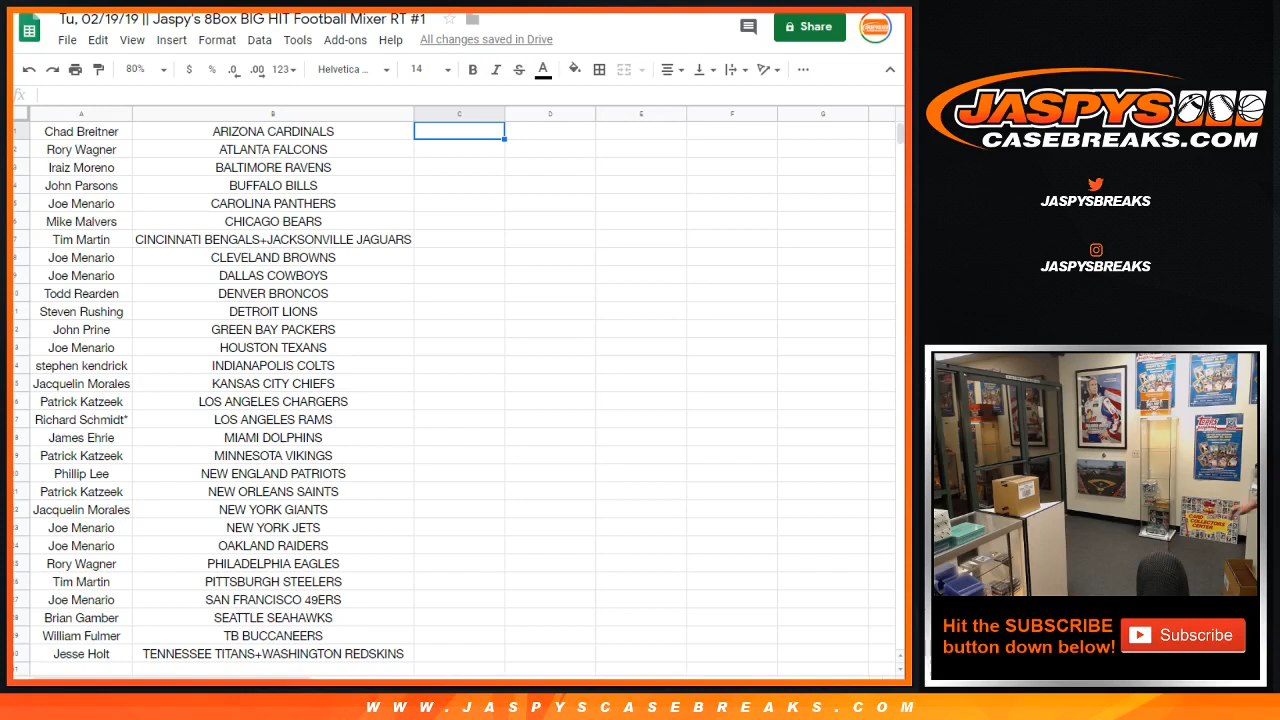 Tu, 02/19/19 || Jaspy's 8Box BIG HIT Football Mixer RT #1
File Edit View Insert Format Data Tools Add-ons Help All changes saved in Drive
Share
80% $ % .0 .00 123 Helvetica ... 14 B I S A
fx
A B C D E F G
Chad Breitner ARIZONA CARDINALS
Rory Wagner ATLANTA FALCONS
Iraiz Moreno BALTIMORE RAVENS
John Parsons BUFFALO BILLS
Joe Menario CAROLINA PANTHERS
Mike Malvers CHICAGO BEARS
Tim Martin CINCINNATI BENGALS+JACKSONVILLE JAGUARS
Joe Menario CLEVELAND BROWNS
Joe Menario DALLAS COWBOYS
Todd Rearden DENVER BRONCOS
Steven Rushing DETROIT LIONS
John Prine GREEN BAY PACKERS
Joe Menario HOUSTON TEXANS
stephen kendrick INDIANAPOLIS COLTS
Jacquelin Morales KANSAS CITY CHIEFS
Patrick Katzeek LOS ANGELES CHARGERS
Richard Schmidt* LOS ANGELES RAMS
James Ehrie MIAMI DOLPHINS
Patrick Katzeek MINNESOTA VIKINGS
Phillip Lee NEW ENGLAND PATRIOTS
Patrick Katzeek NEW ORLEANS SAINTS
Jacquelin Morales NEW YORK GIANTS
Joe Menario NEW YORK JETS
Joe Menario OAKLAND RAIDERS
Rory Wagner PHILADELPHIA EAGLES
Tim Martin PITTSBURGH STEELERS
Joe Menario SAN FRANCISCO 49ERS
Brian Gamber SEATTLE SEAHAWKS
William Fulmer TB BUCCANEERS
Jesse Holt TENNESSEE TITANS+WASHINGTON REDSKINS
JASPYS
CASEBREAKS.COM
JASPYSBREAKS
JASPYSBREAKS
Hit the SUBSCRIBE
button down below!
Subscribe
WWW.JASPYSCASEBREAKS.COM